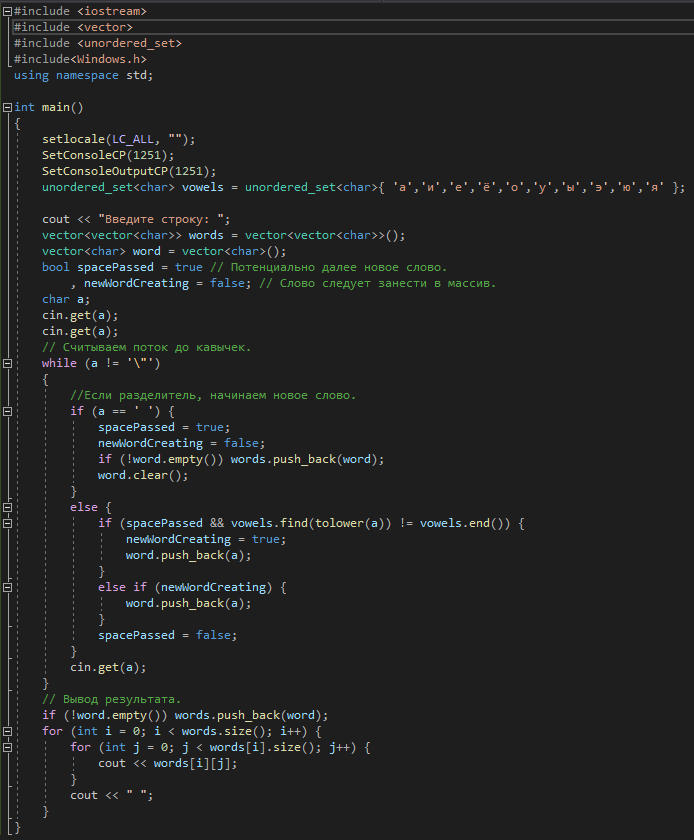 #include <iostream>
#include <vector>
#include <unordered_set>
#include<Windows.h>
using namespace std;
int main()
{
setlocale(LC_ALL, "");
SetConsoleCP(1251);
SetConsoleOutputCP(1251);
unordered_set<char> vowels = unordered_set<char>{ 'а','и','е','ё','о','у','ы','э','ю','я' };
cout << "Введите строку: ";
vector<vector<char>> words = vector<vector<char>>();
vector<char> word = vector<char>();
bool spacePassed = true // Потенциально далее новое слово.
, newWordCreating = false; // Слово следует занести в массив.
char a;
cin.get(a);
cin.get(a);
// Считываем поток до кавычек.
while (a != '\"')
{
//Если разделитель, начинаем новое слово.
if (a == ' ') {
spacePassed = true;
newWordCreating = false;
if (!word.empty()) words.push_back(word);
word.clear();
}
else {
if (spacePassed && vowels.find(tolower(a)) != vowels.end()) {
newWordCreating = true;
word.push_back(a);
}
else if (newWordCreating) {
word.push_back(a);
}
spacePassed = false;
}
cin.get(a);
}
// Вывод результата.
if (!word.empty()) words.push_back(word);
for (int i = 0; i < words.size(); i++) {
for (int j = 0; j < words[i].size(); j++) {
cout << words[i][j];
}
cout << " ";
}
}